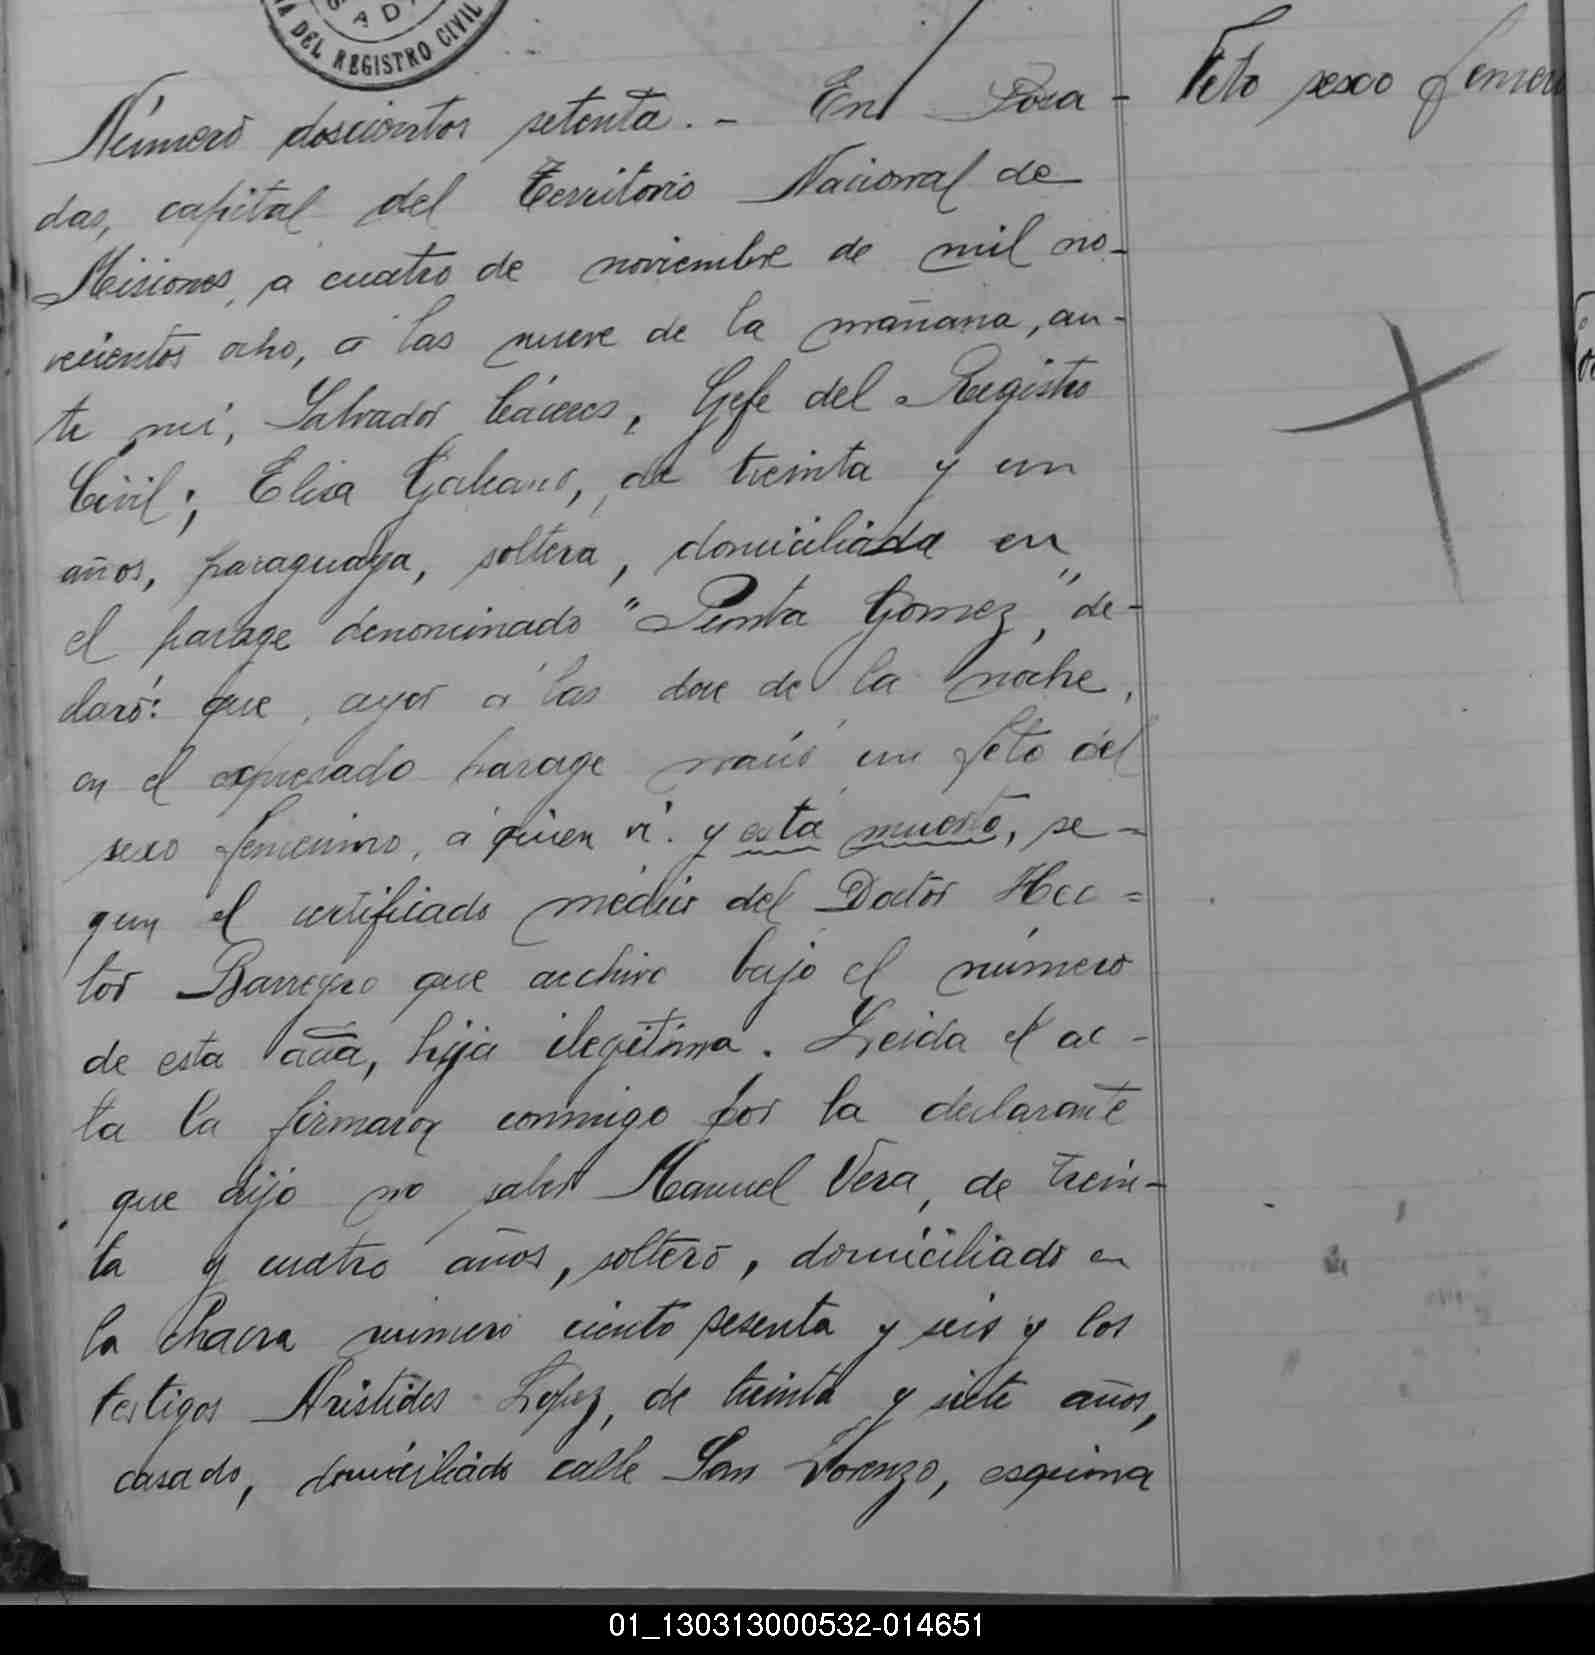 SAD
DEL REGISTRO CIVIL
Feto sexo femen
Número doscientos setenta. - En Posa-
das, capital del Territorio Nacional de
Misiones, a cuatro de noviembre de mil no-
vecientos ocho, a las nueve de la mañana, an-
te mí, Salvador Cáceres, Gefe del Registro
Civil; Elisa Galeano, de treinta y un
años, paraguaya, soltera, domiciliada en
el parage denominado "Punta Gomez", de-
claró: que, ayer á las doce de la noche,
en el expresado parage nació un feto del
sexo femenino, á quien ví y está muerto, se-
gun el certificado médico del Doctor Hec=
tor Barreyro que archivo bajo el número
de esta acta, hija ilegítima. Leida el ac-
ta la firmaron conmigo por la declarante
que dijo no saber Manuel Vera, de trein-
ta y cuatro años, soltero, domiciliado en
la chacra número ciento sesenta y seis y los
testigos Aristides Lopez, de treinta y siete años,
casado, domiciliado calle San Lorenzo, esquina
01_130313000532-014651